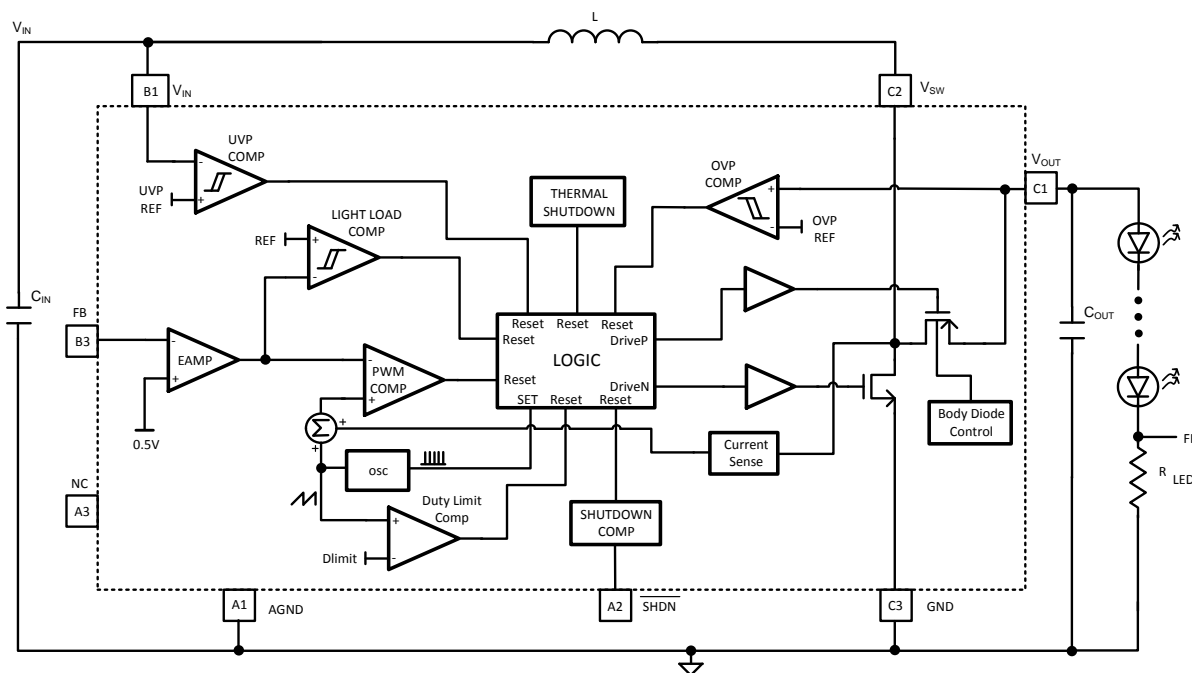 L
VIN
B1
VIN
C2
VSW
UVP
COMP
OVP
COMP
VOUT
C1
THERMAL
SHUTDOWN
UVP
REF
OVP
REF
LIGHT LOAD
COMP
REF
-
+
CIN
COUT
FB
B3
EAMP
0.5V
PWM
COMP
Reset
Reset
Reset
Reset
DriveP
LOGIC
Reset
DriveN
SET
Reset
Reset
Body Diode
Control
Σ
osc
Current
Sense
NC
A3
Duty Limit
Comp
Dlimit
SHUTDOWN
COMP
R
LED
A1
AGND
A2
SHDN
C3
GND